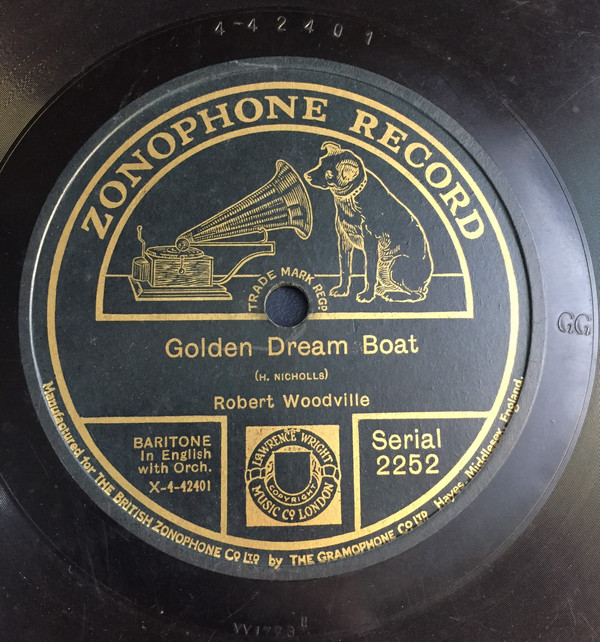 4-42401
ZONOPHONE RECORD
TRADE MARK REGD
Golden Dream Boat
(H. NICHOLLS)
Robert Woodville
BARITONE
In English
with Orch.
X-4-42401
LAWRENCE WRIGHT
COPYRIGHT
MUSIC Co LONDON
Serial
2252
Manufactured for THE BRITISH ZONOPHONE Co LTD by THE GRAMOPHONE Co LTD Hayes, Middlesex, England.
GG